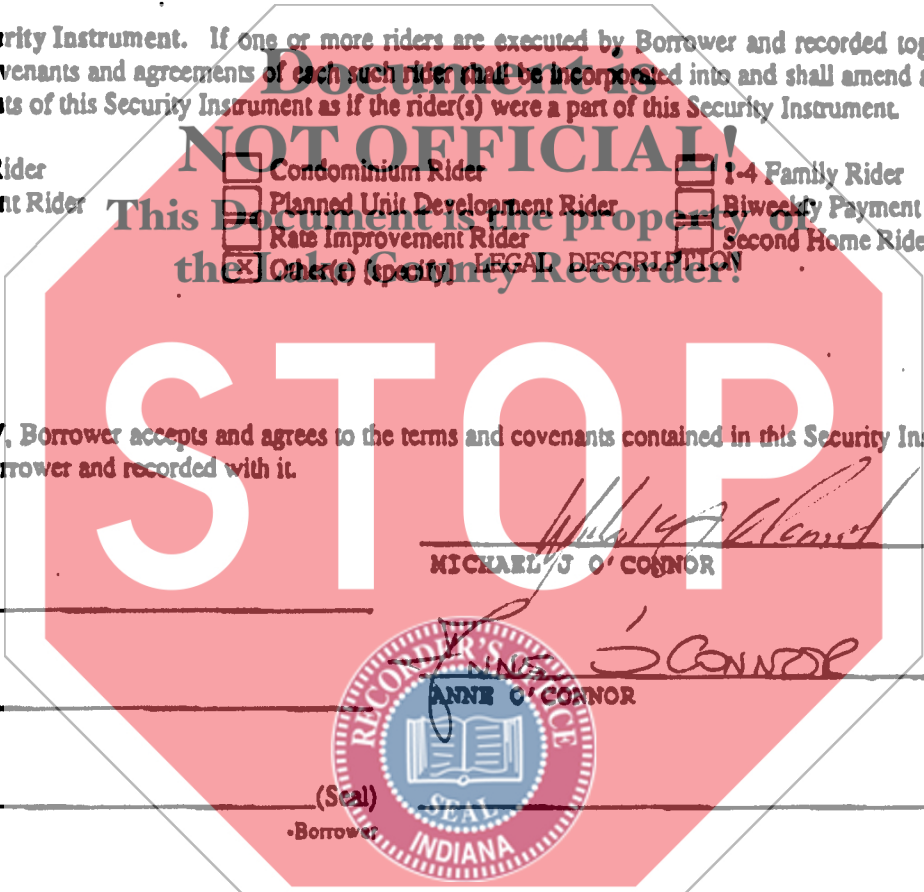 rity Instrument. If one or more riders are executed by Borrower and recorded tog
venants and agreements of each such rider shall be incorporated into and shall amend
ts of this Security Instrument as if the rider(s) were a part of this Security Instrument.
Document is
NOT OFFICIAL!
This Document is the property of
the Lake County Recorder!
Rider Condominium Rider 1-4 Family Rider
nt Rider Planned Unit Development Rider Biweekly Payment
Rate Improvement Rider Second Home Ride
X Other(s) [specify] LEGAL DESCRIPTION
STOP
, Borrower accepts and agrees to the terms and covenants contained in this Security Ins
rrower and recorded with it.
MICHAEL J O'CONNOR
ANNE O'CONNOR
ANNE O'CONNOR
RECORDER'S OFFICE
SEAL
INDIANA
(Seal)
-Borrower